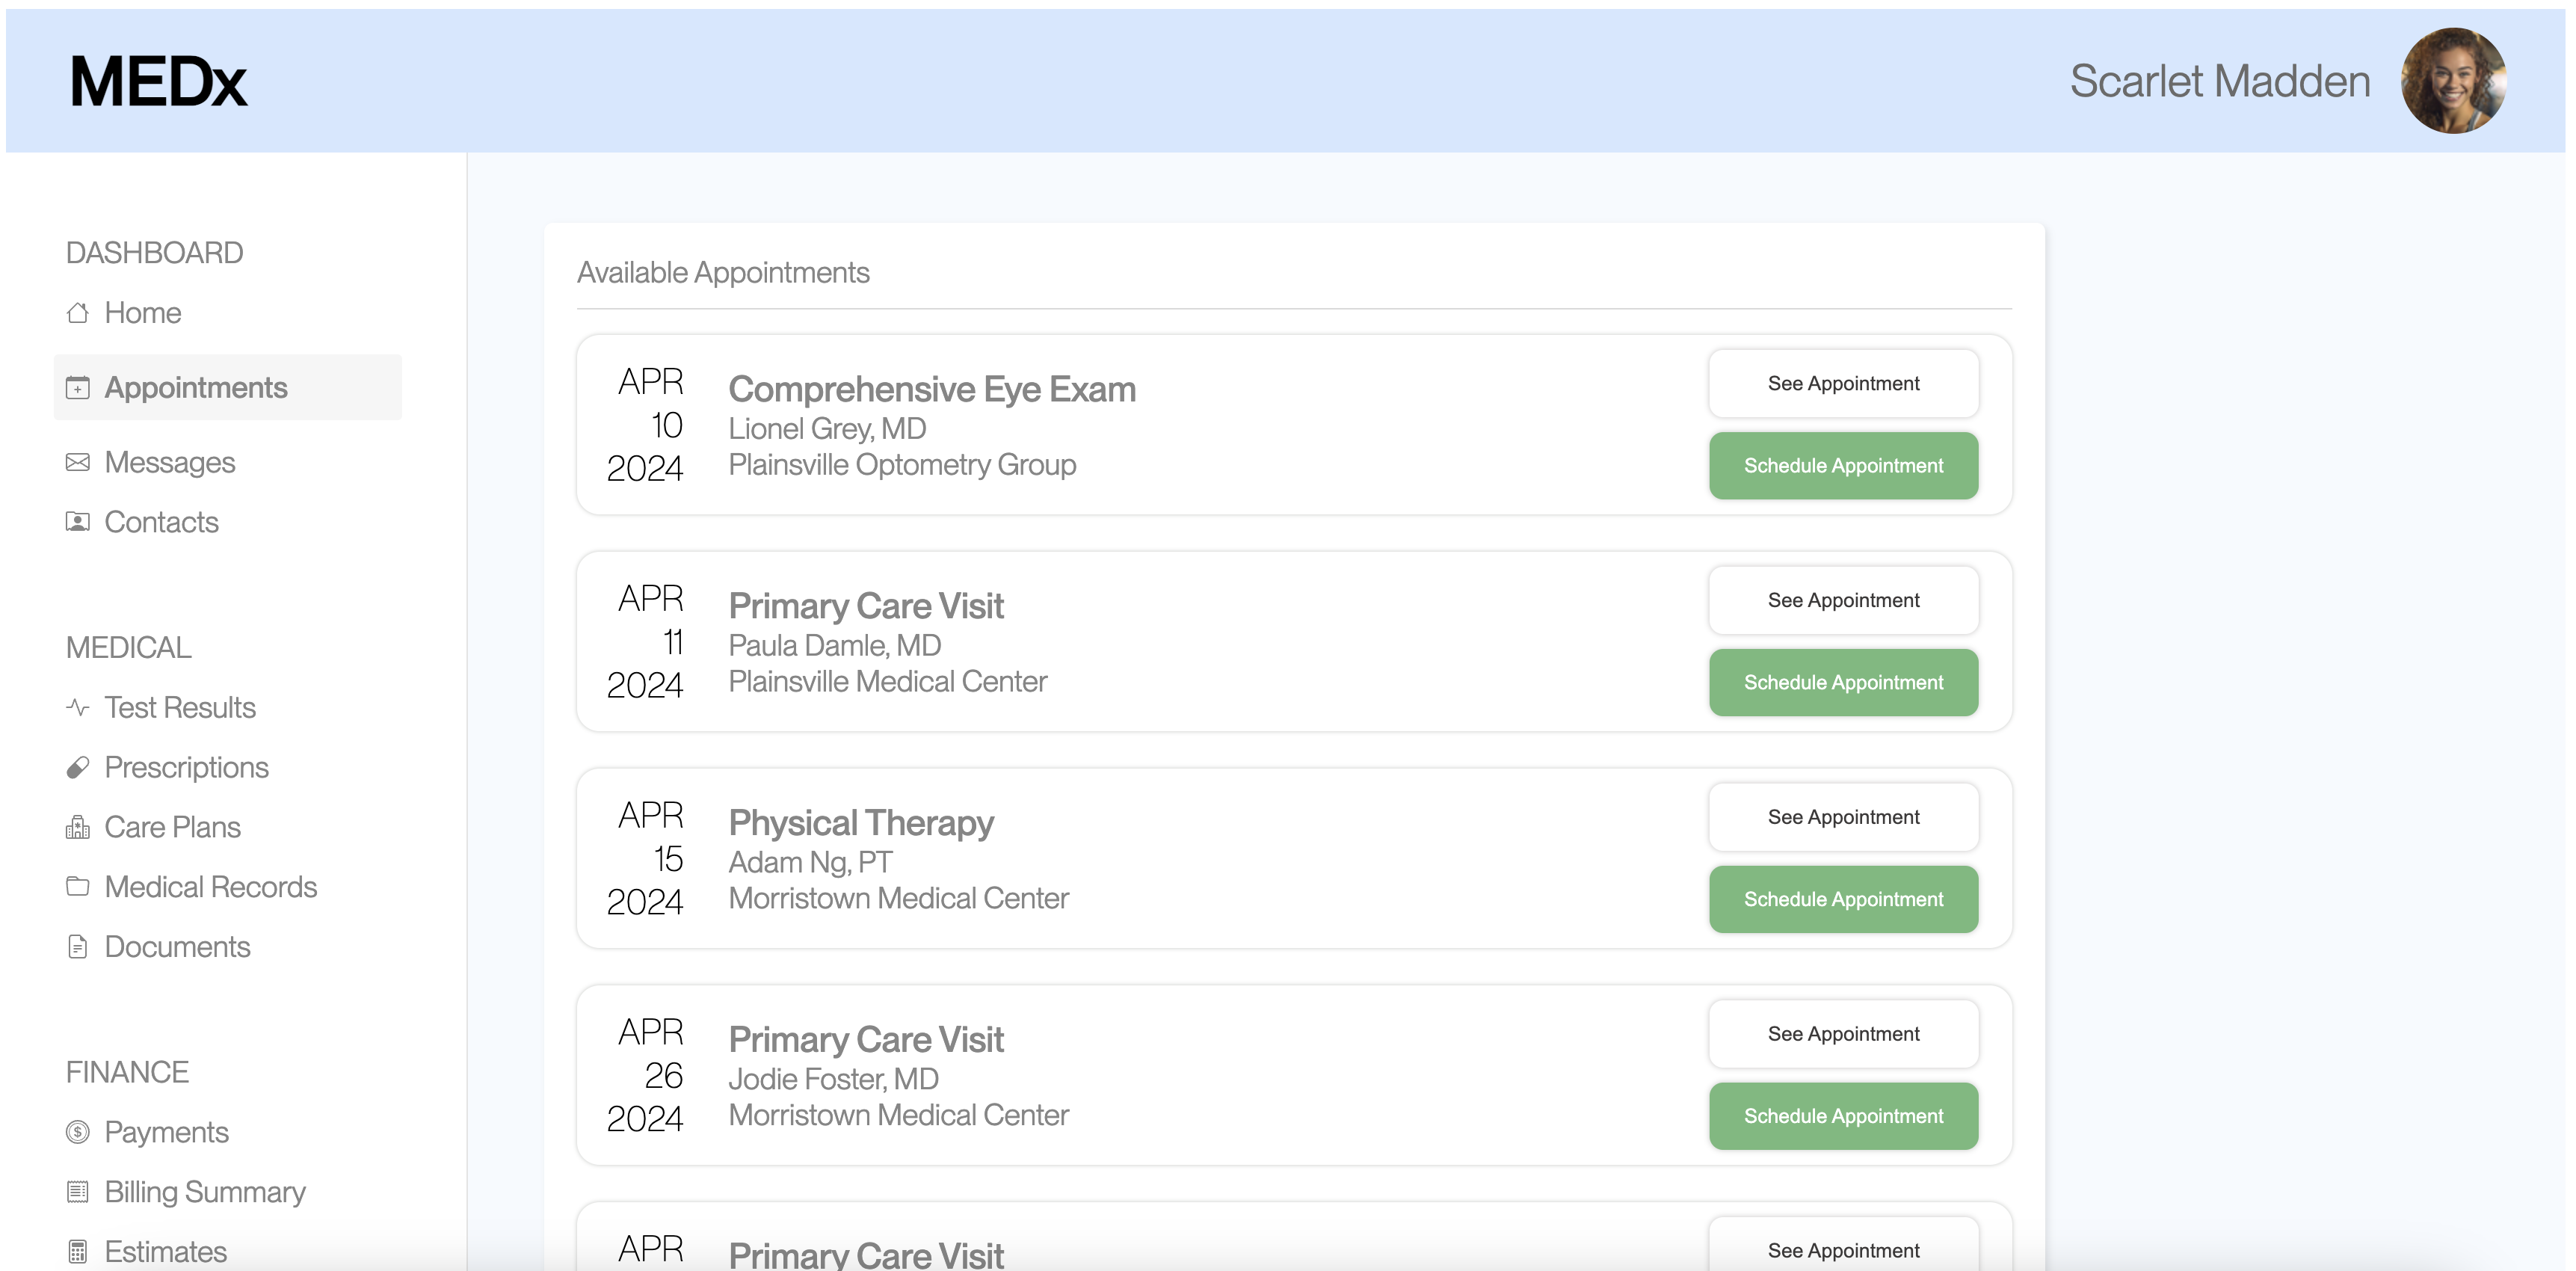 MEDx
Scarlet Madden
DASHBOARD
Home
Appointments
Messages
Contacts
MEDICAL
Test Results
Prescriptions
Care Plans
Medical Records
Documents
FINANCE
Payments
Billing Summary
Estimates
Available Appointments
APR
10
2024
Comprehensive Eye Exam
Lionel Grey, MD
Plainsville Optometry Group
See Appointment
Schedule Appointment
APR
11
2024
Primary Care Visit
Paula Damle, MD
Plainsville Medical Center
See Appointment
Schedule Appointment
APR
15
2024
Physical Therapy
Adam Ng, PT
Morristown Medical Center
See Appointment
Schedule Appointment
APR
26
2024
Primary Care Visit
Jodie Foster, MD
Morristown Medical Center
See Appointment
Schedule Appointment
APR
Primary Care Visit
See Appointment